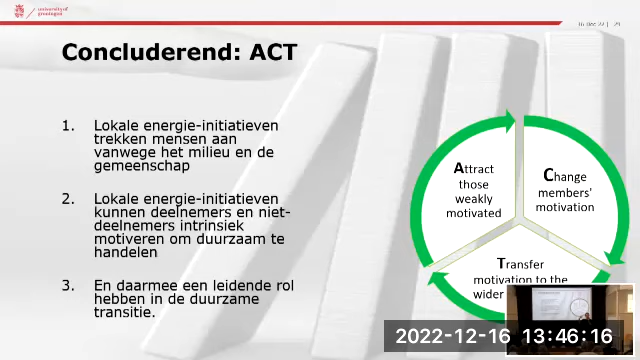 university of
groningen
Concluderend: ACT
1. Lokale energie-initiatieven
trekken mensen aan
vanwege het milieu en de
gemeenschap
2. Lokale energie-initiatieven
kunnen deelnemers en niet-
deelnemers intrinsiek
motiveren om duurzaam te
handelen
3. En daarmee een leidende rol
hebben in de duurzame
transitie.
Attract
those
weakly
motivated
Change
members'
motivation
Transfer
motivation to the
wider
2022-12-16 13:46:16